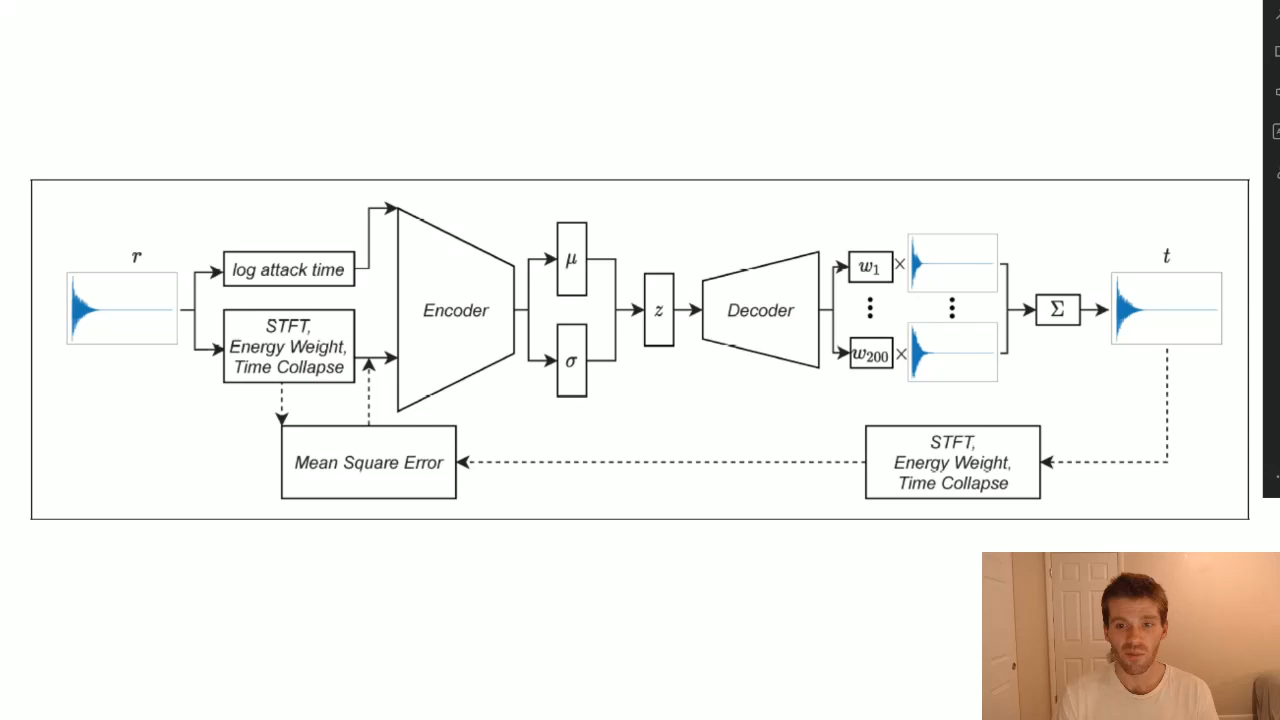 r
log attack time
STFT,
Energy Weight,
Time Collapse
Encoder
μ
σ
z
Decoder
w1 ×
w200 ×
Σ
t
Mean Square Error
STFT,
Energy Weight,
Time Collapse